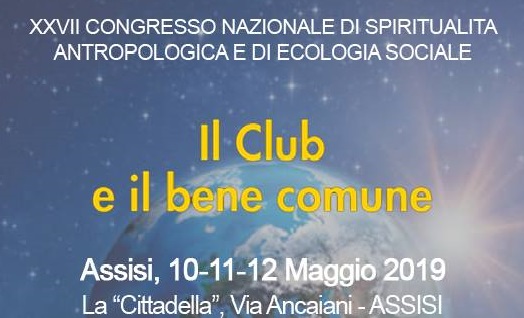 XXVII CONGRESSO NAZIONALE DI SPIRITUALITA
ANTROPOLOGICA E DI ECOLOGIA SOCIALE
Il Club
e il bene comune
Assisi, 10-11-12 Maggio 2019
La “Cittadella”, Via Ancaiani - ASSISI